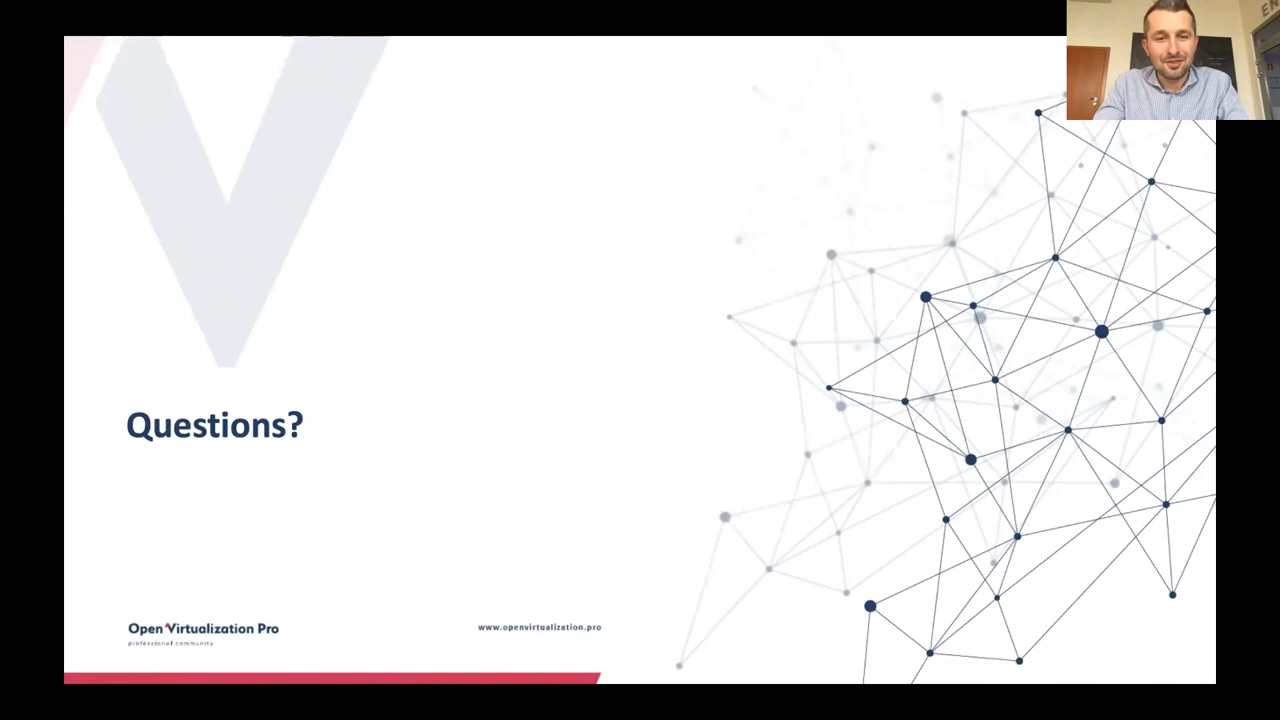 Questions?
Open Virtualization Pro
professional community
www.openvirtualization.pro